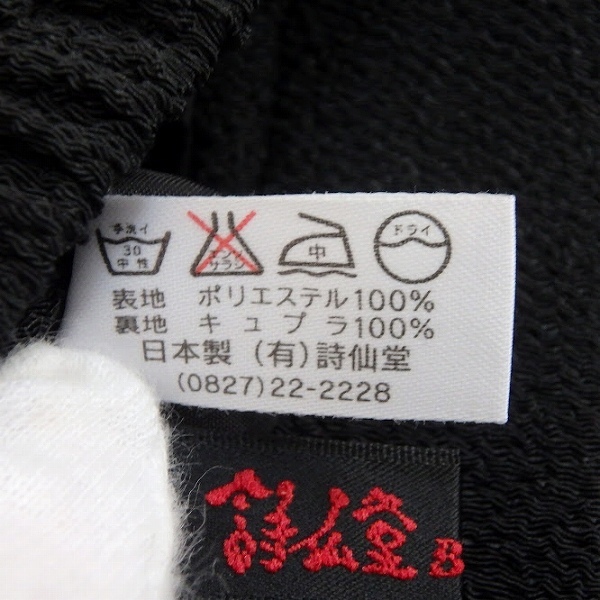 手洗イ
30
中性
エンソ
サラシ
中
ドライ
表地 ポリエステル100%
裏地 キュプラ100%
日本製 (有)詩仙堂
(0827)22-2228
詩仙堂 B